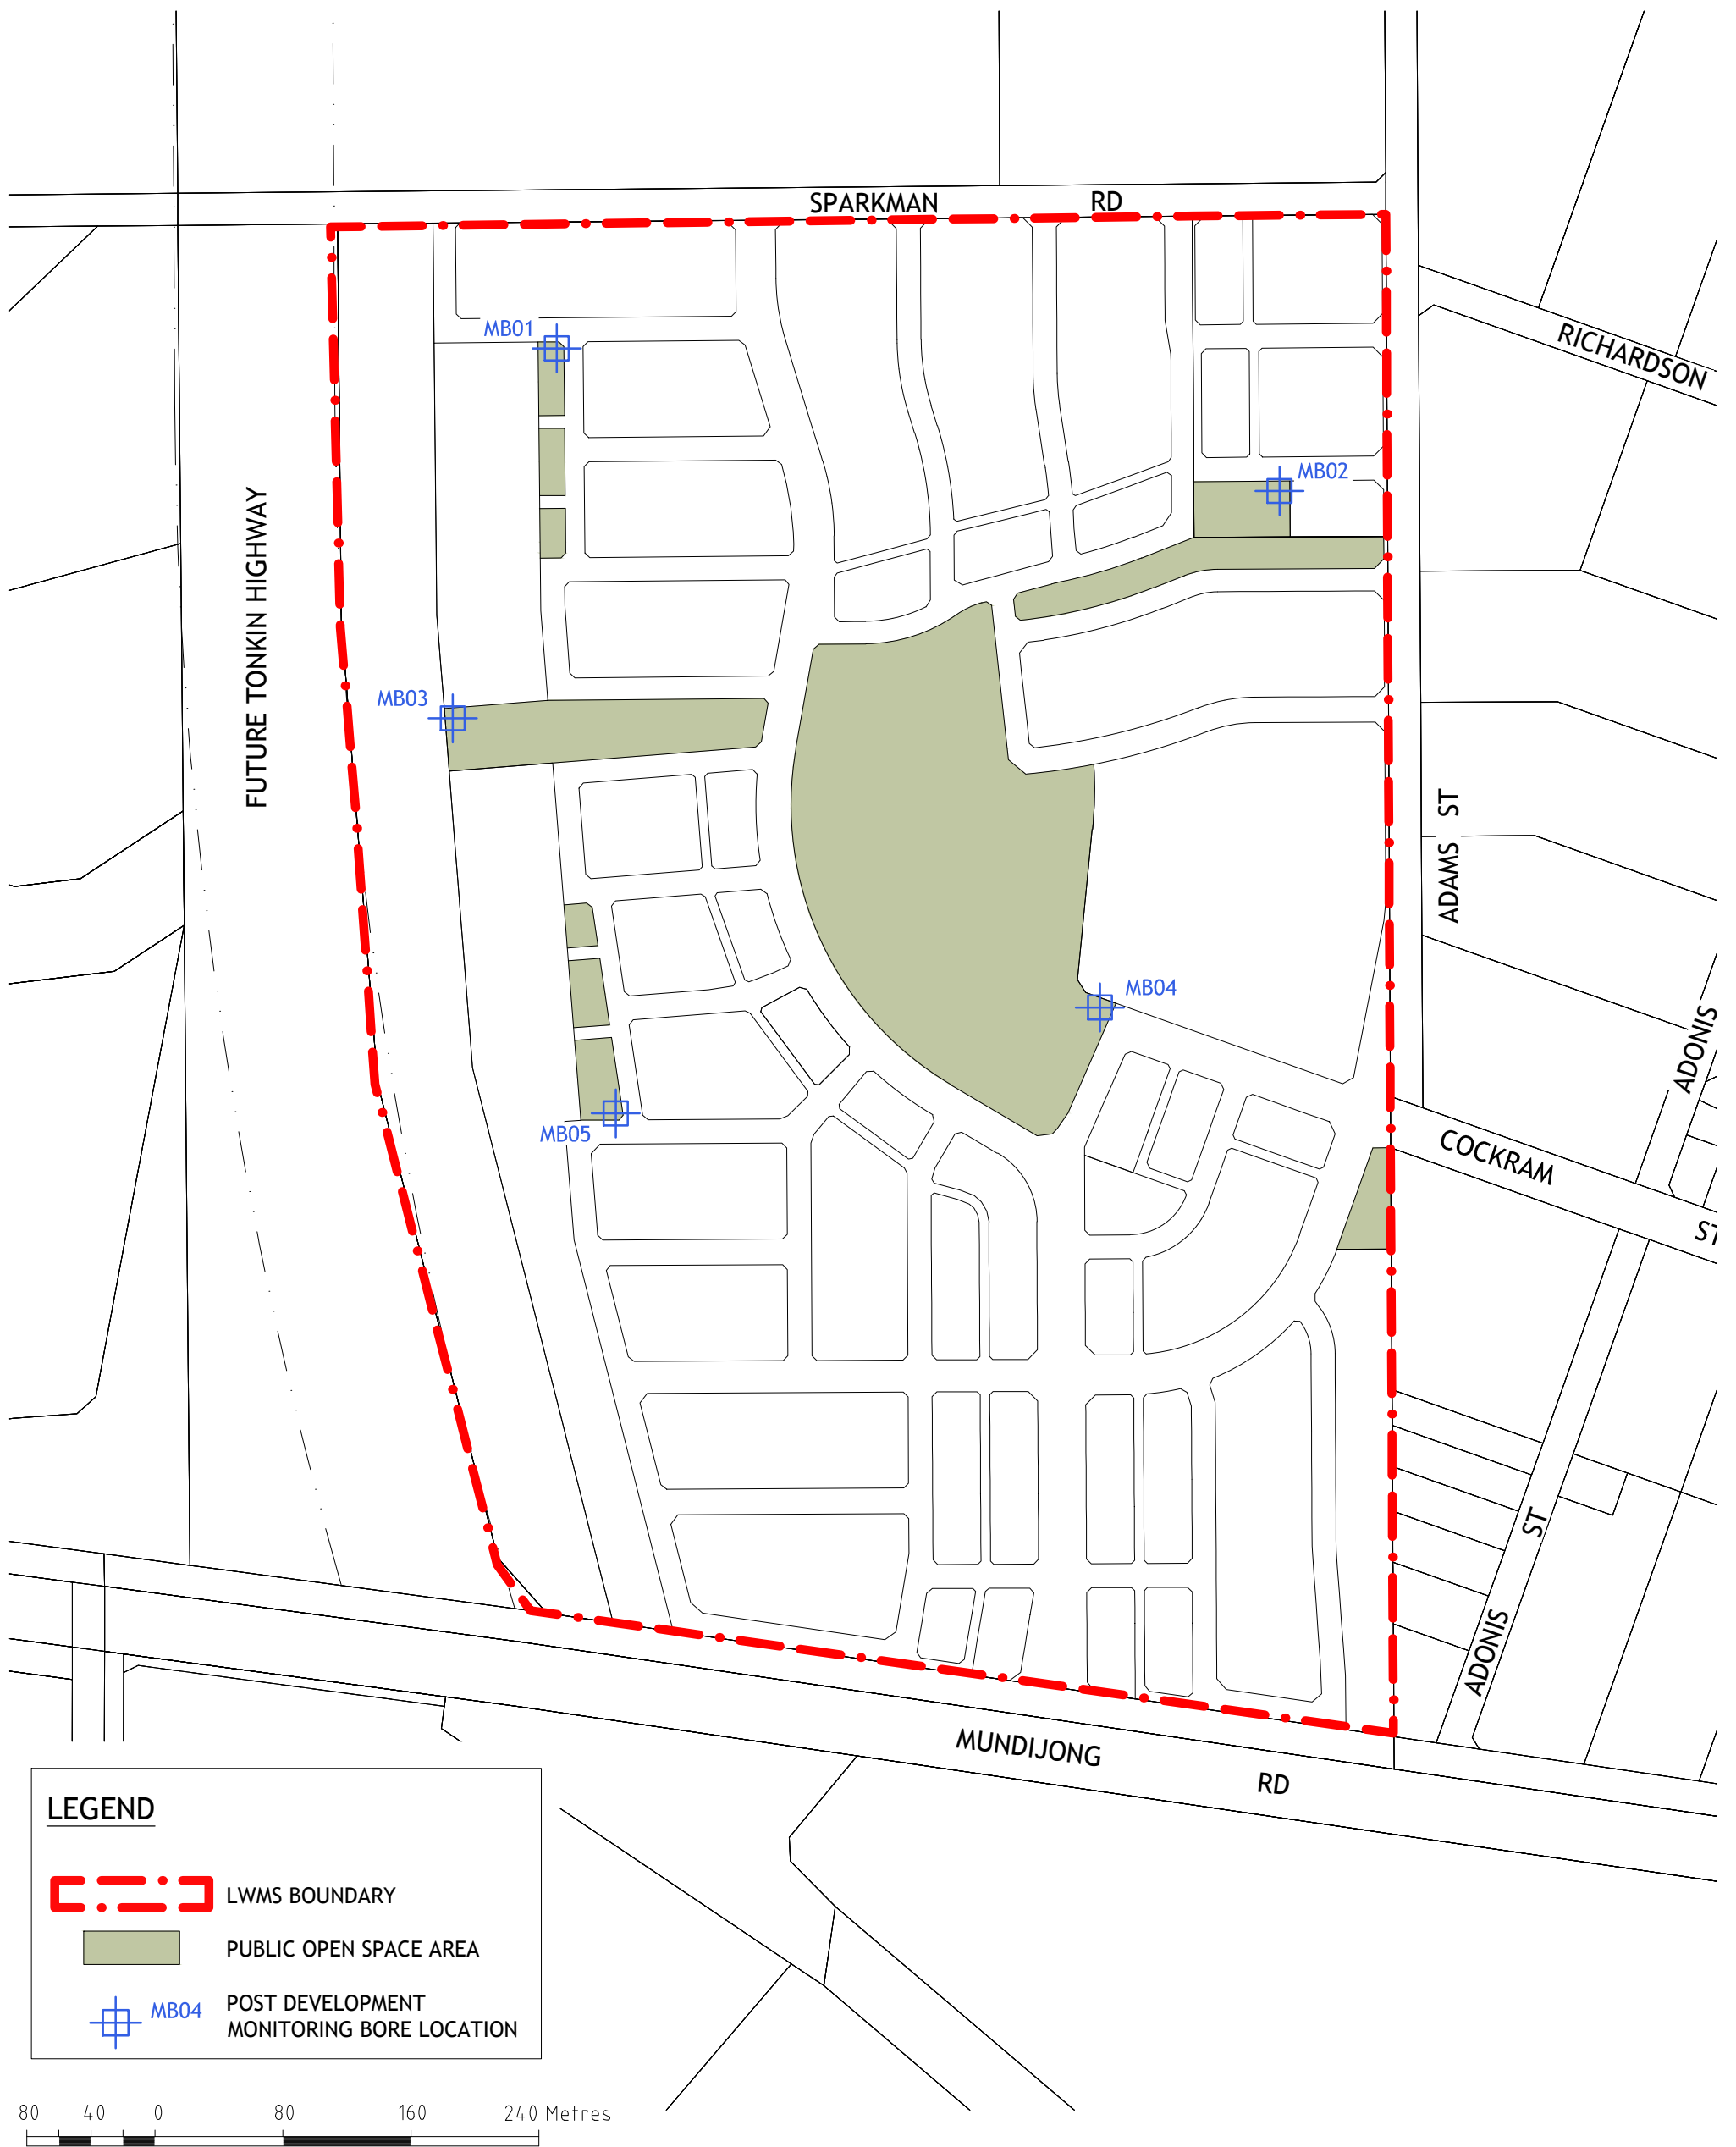 SPARKMAN RD
MB01
RICHARDSON
MB02
FUTURE TONKIN HIGHWAY
MB03
ADAMS ST
MB04
ADONIS
MB05
COCKRAM ST
ADONIS ST
MUNDIJONG RD
LEGEND
LWMS BOUNDARY
PUBLIC OPEN SPACE AREA
MB04
POST DEVELOPMENT
MONITORING BORE LOCATION
80 40 0 80 160 240 Metres